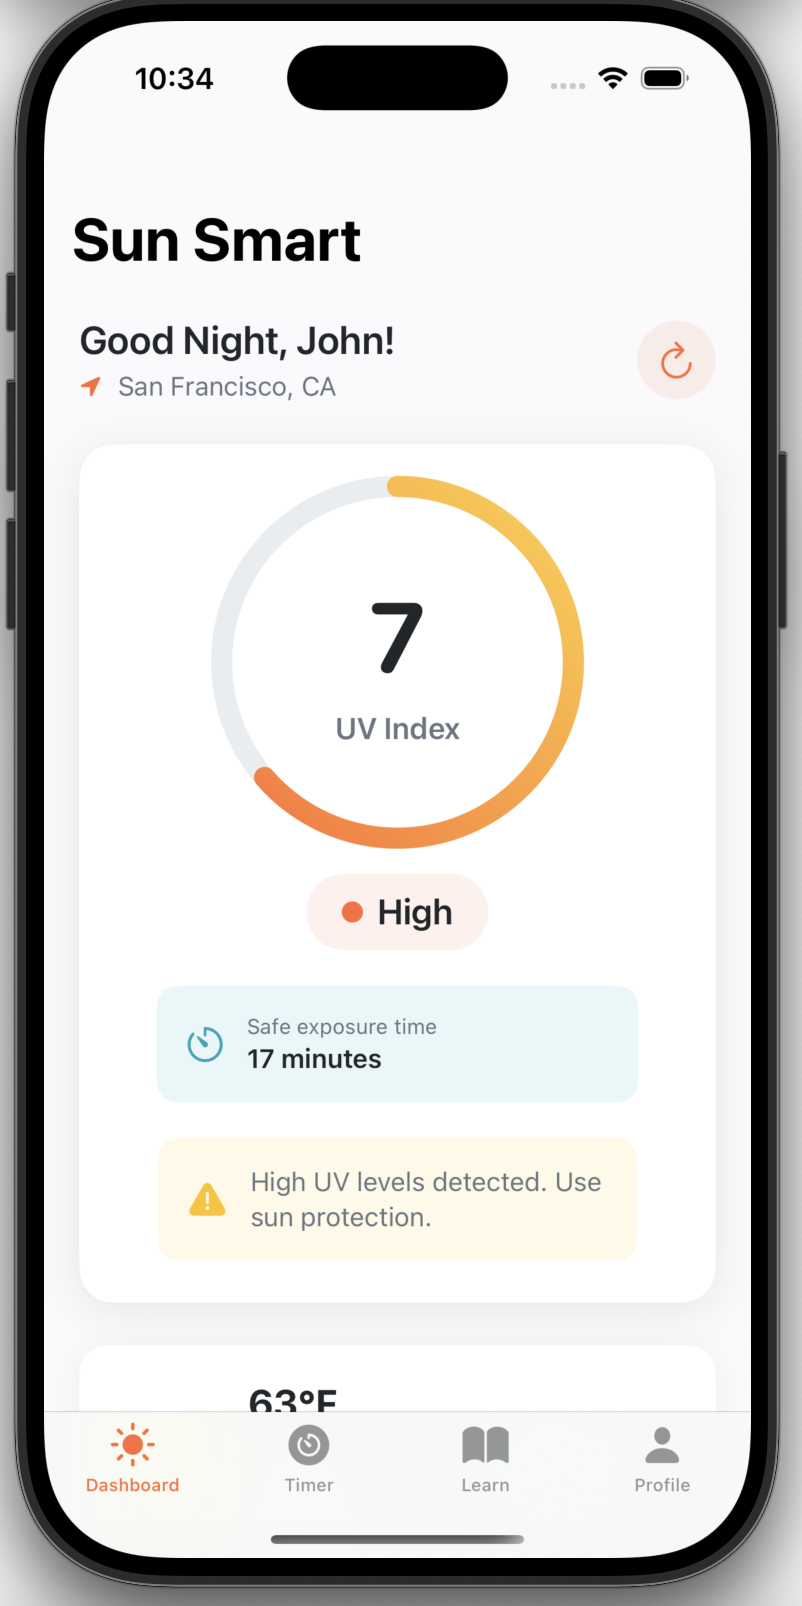 10:34
Sun Smart
Good Night, John!
San Francisco, CA
7
UV Index
High
Safe exposure time
17 minutes
High UV levels detected. Use
sun protection.
63°F
Dashboard
Timer
Learn
Profile